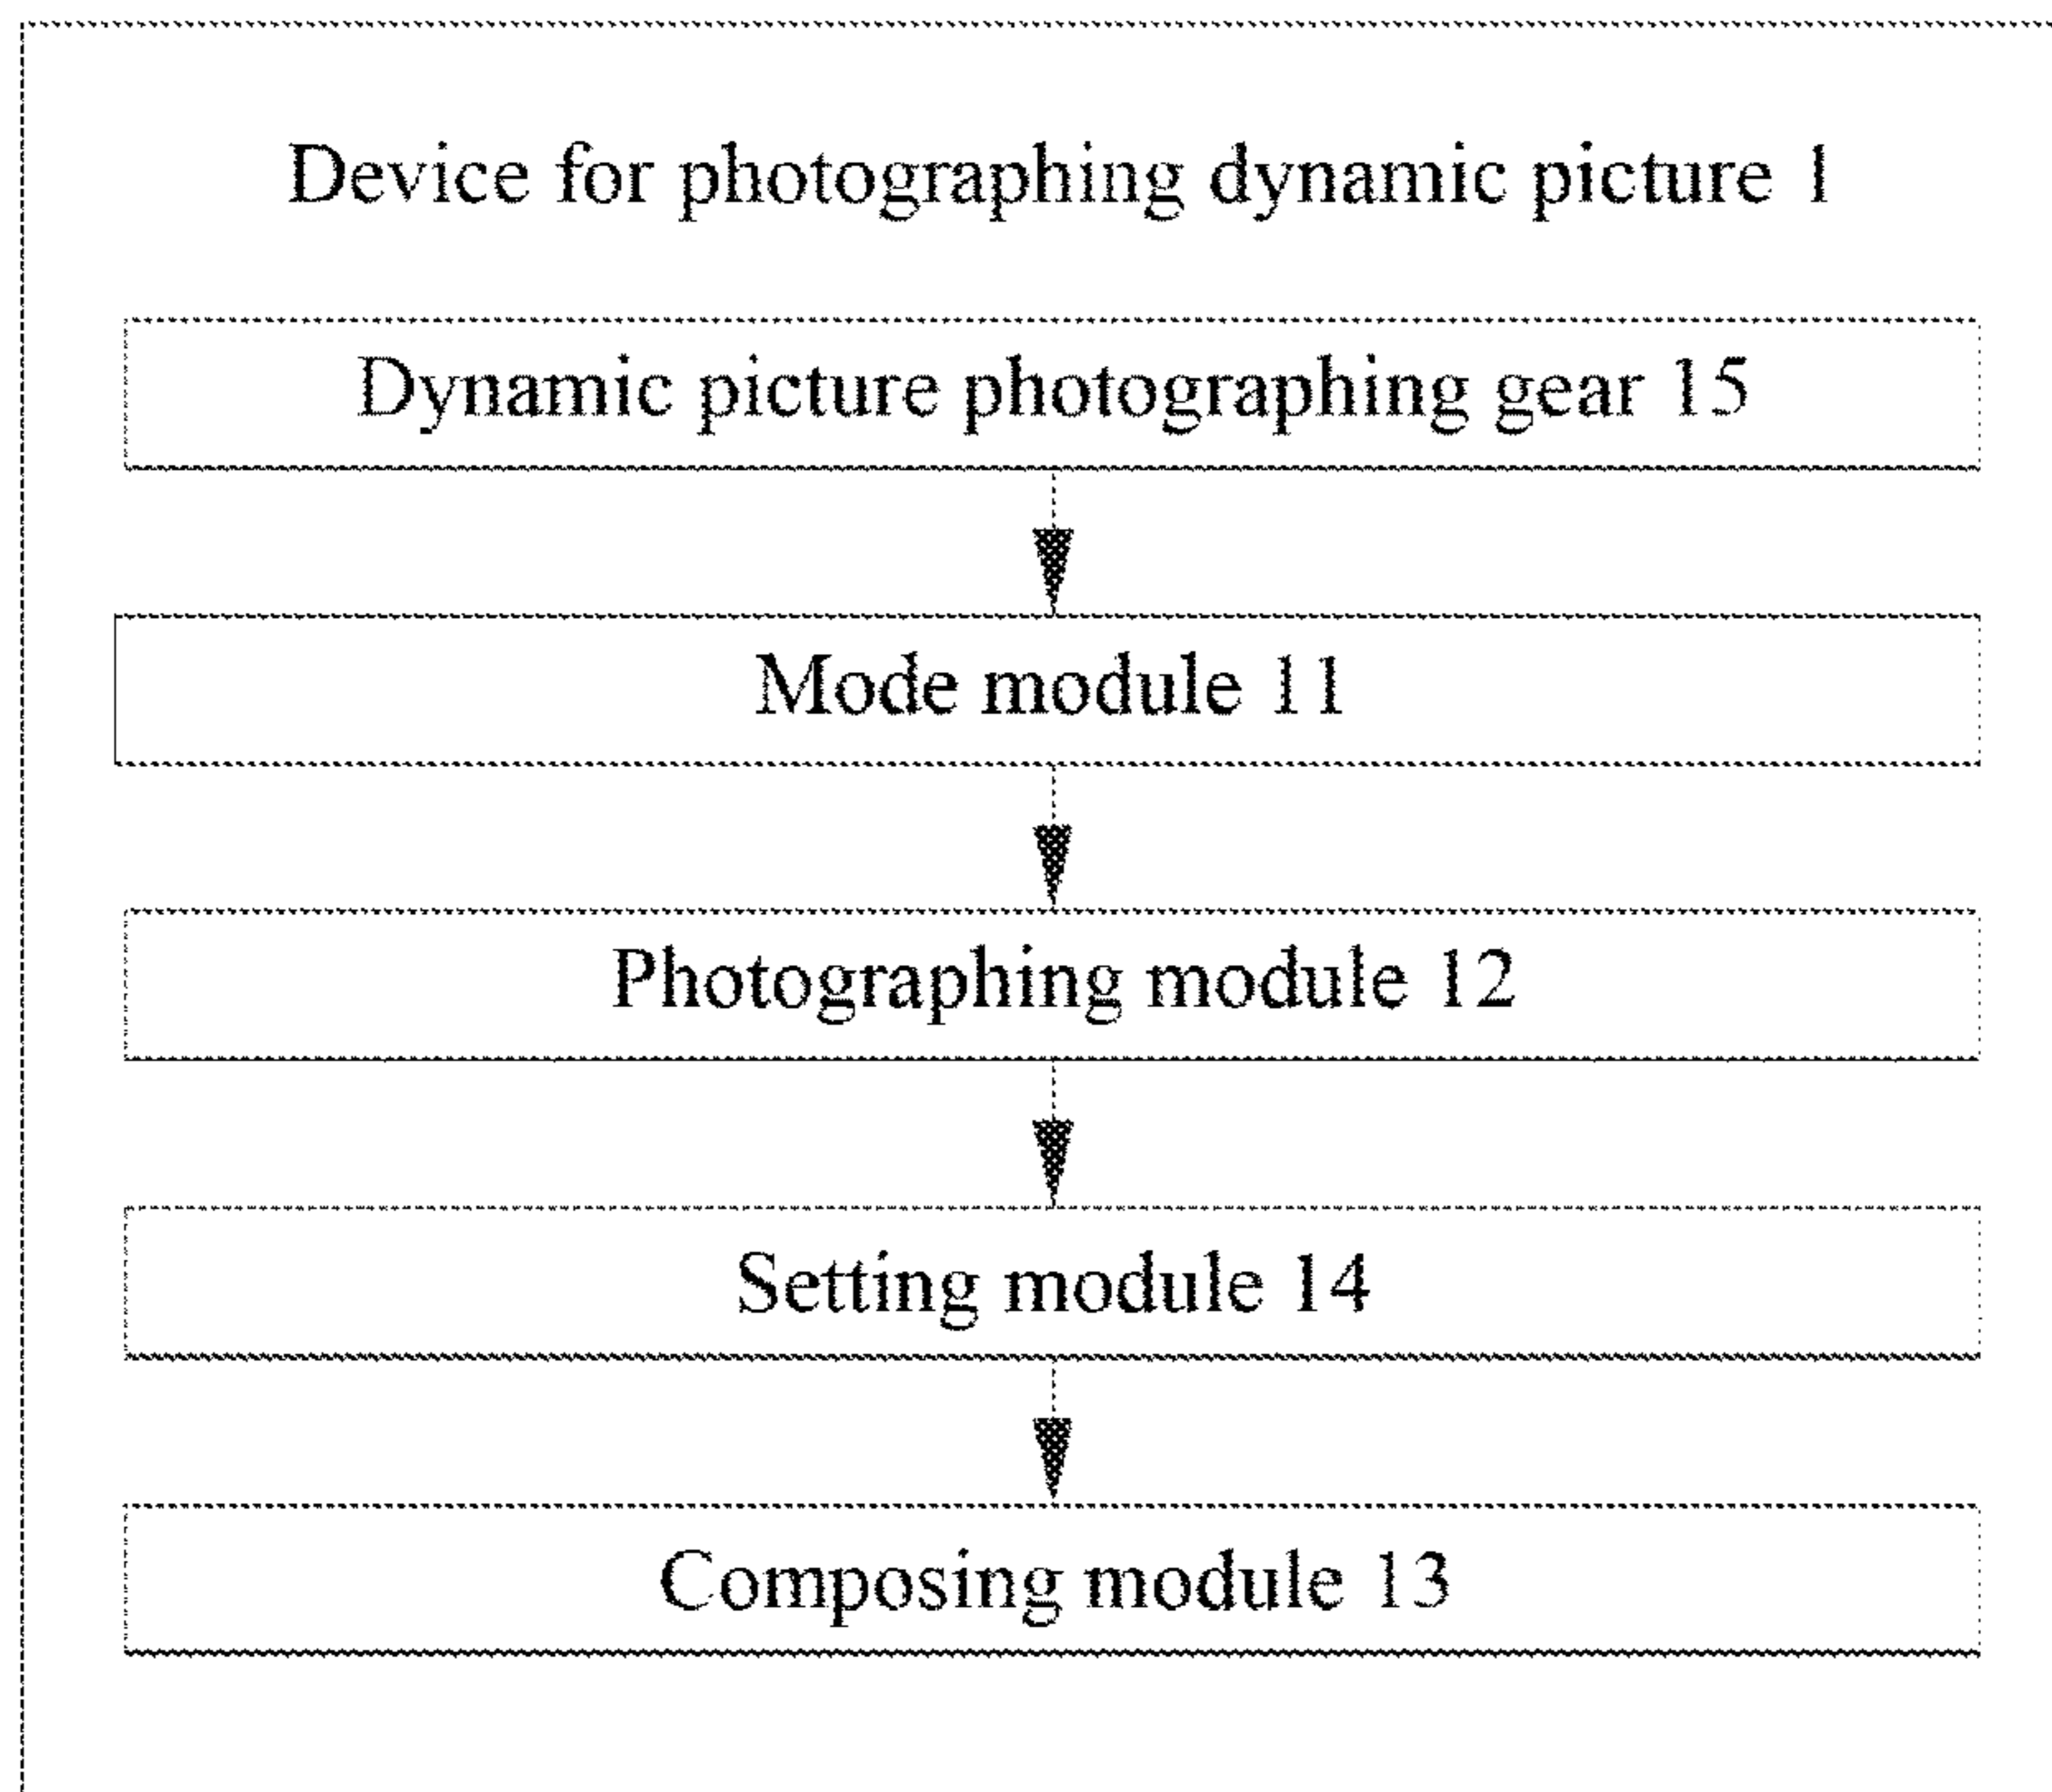 Device for photographing dynamic picture 1
Dynamic picture photographing gear 15
Mode module 11
Photographing module 12
Setting module 14
Composing module 13